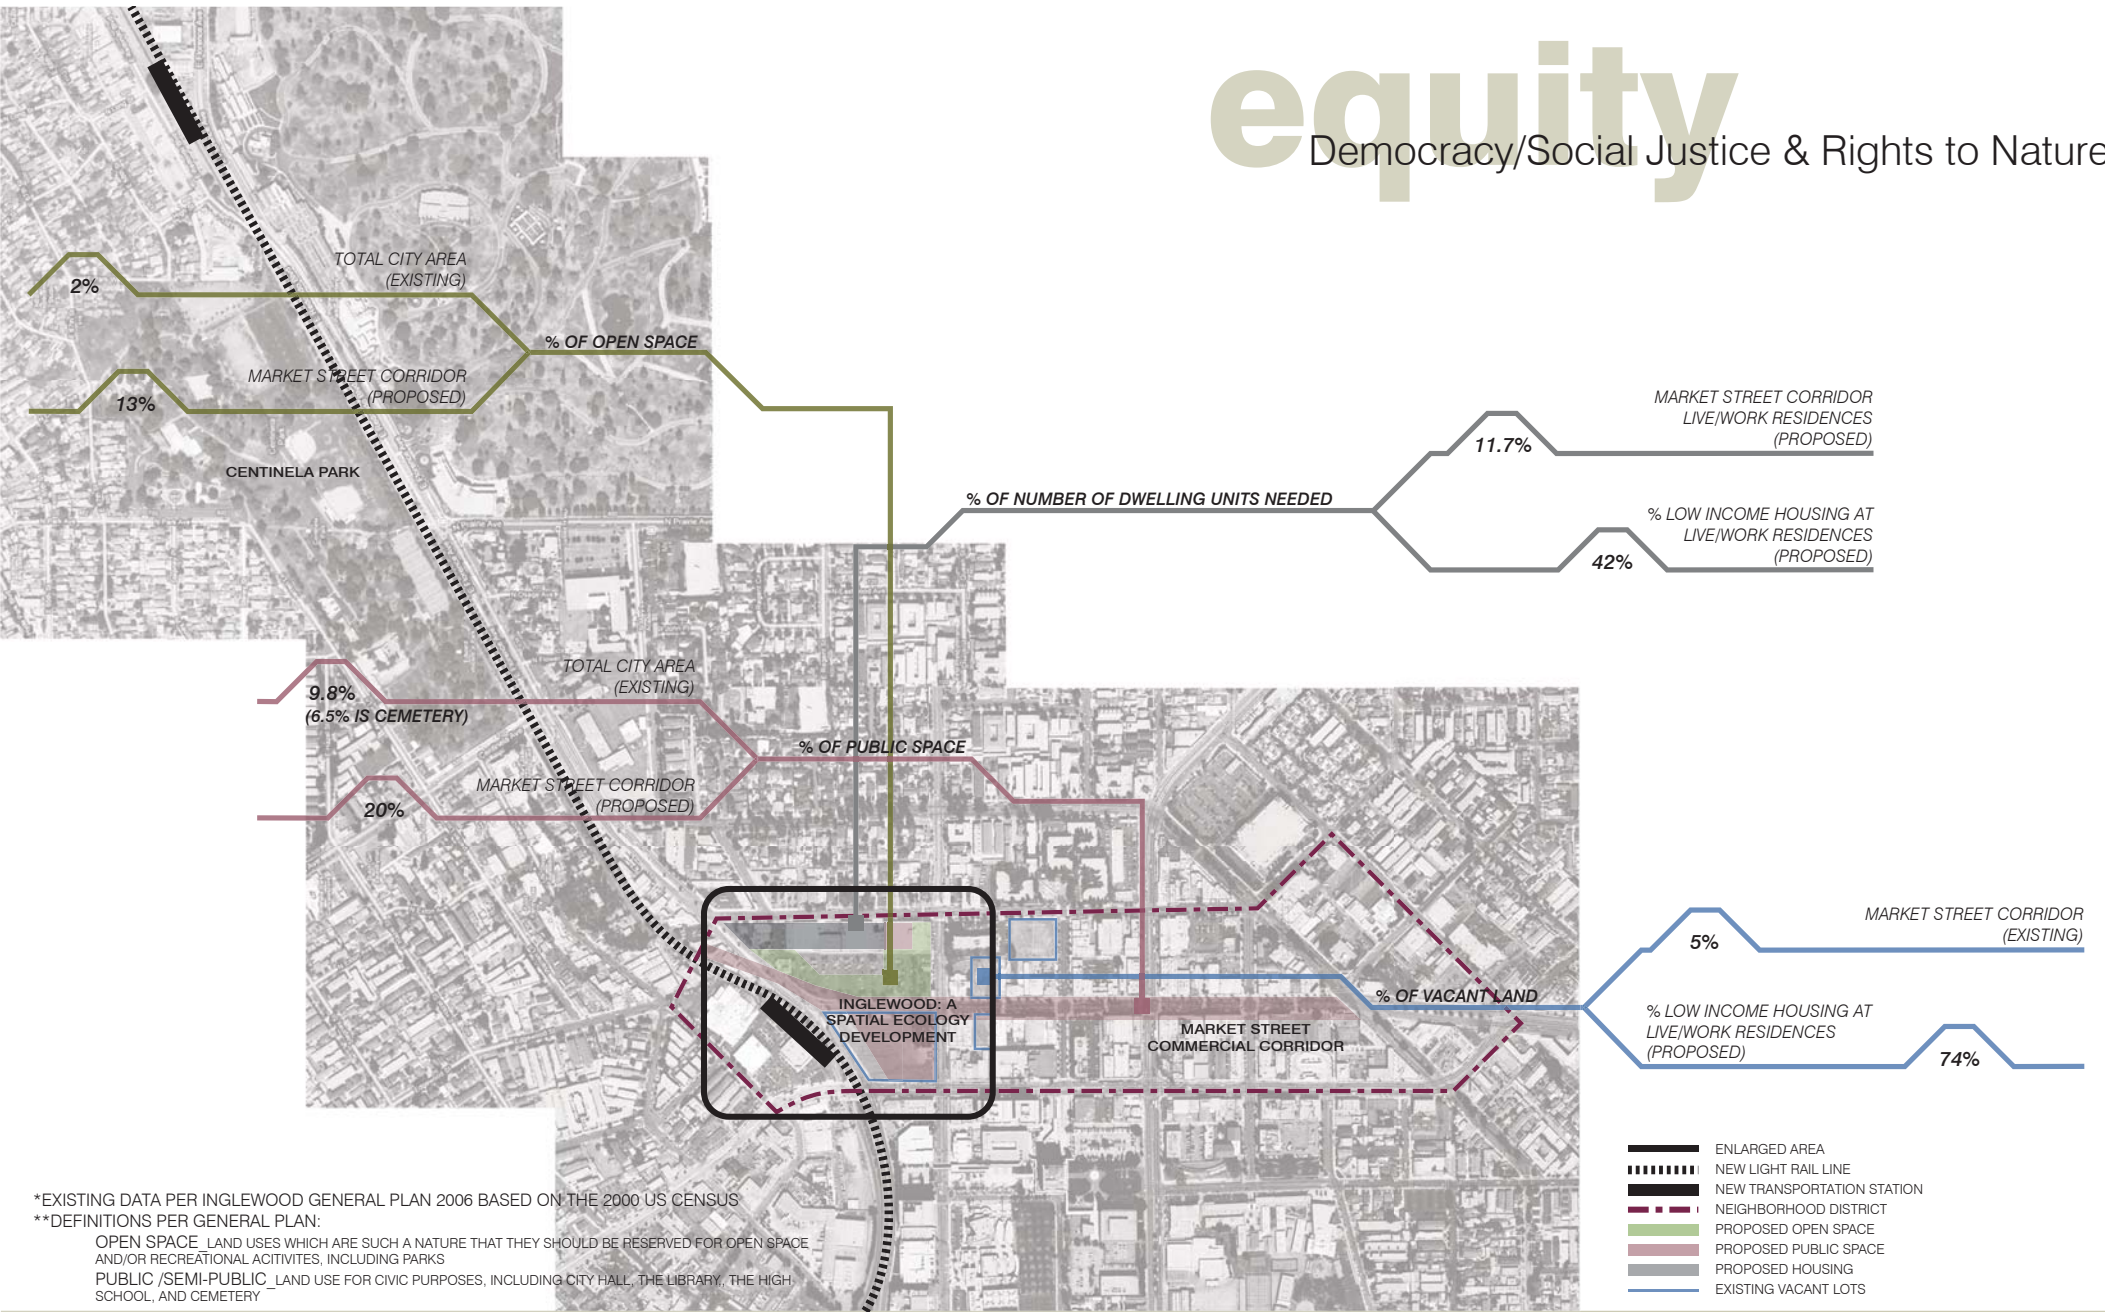 equity
Democracy/Social Justice & Rights to Nature
TOTAL CITY AREA
(EXISTING)
2%
% OF OPEN SPACE
MARKET STREET CORRIDOR
(PROPOSED)
13%
CENTINELA PARK
MARKET STREET CORRIDOR
LIVE/WORK RESIDENCES
(PROPOSED)
11.7%
% OF NUMBER OF DWELLING UNITS NEEDED
% LOW INCOME HOUSING AT
LIVE/WORK RESIDENCES
(PROPOSED)
42%
TOTAL CITY AREA
(EXISTING)
9.8%
(6.5% IS CEMETERY)
% OF PUBLIC SPACE
MARKET STREET CORRIDOR
(PROPOSED)
20%
MARKET STREET CORRIDOR
(EXISTING)
5%
% OF VACANT LAND
% LOW INCOME HOUSING AT
LIVE/WORK RESIDENCES
(PROPOSED)
74%
INGLEWOOD: A
SPATIAL ECOLOGY
DEVELOPMENT
MARKET STREET
COMMERCIAL CORRIDOR
ENLARGED AREA
NEW LIGHT RAIL LINE
NEW TRANSPORTATION STATION
NEIGHBORHOOD DISTRICT
PROPOSED OPEN SPACE
PROPOSED PUBLIC SPACE
PROPOSED HOUSING
EXISTING VACANT LOTS
*EXISTING DATA PER INGLEWOOD GENERAL PLAN 2006 BASED ON THE 2000 US CENSUS
**DEFINITIONS PER GENERAL PLAN:
OPEN SPACE_LAND USES WHICH ARE SUCH A NATURE THAT THEY SHOULD BE RESERVED FOR OPEN SPACE
AND/OR RECREATIONAL ACITIVITES, INCLUDING PARKS
PUBLIC /SEMI-PUBLIC _LAND USE FOR CIVIC PURPOSES, INCLUDING CITY HALL, THE LIBRARY,, THE HIGH
SCHOOL, AND CEMETERY